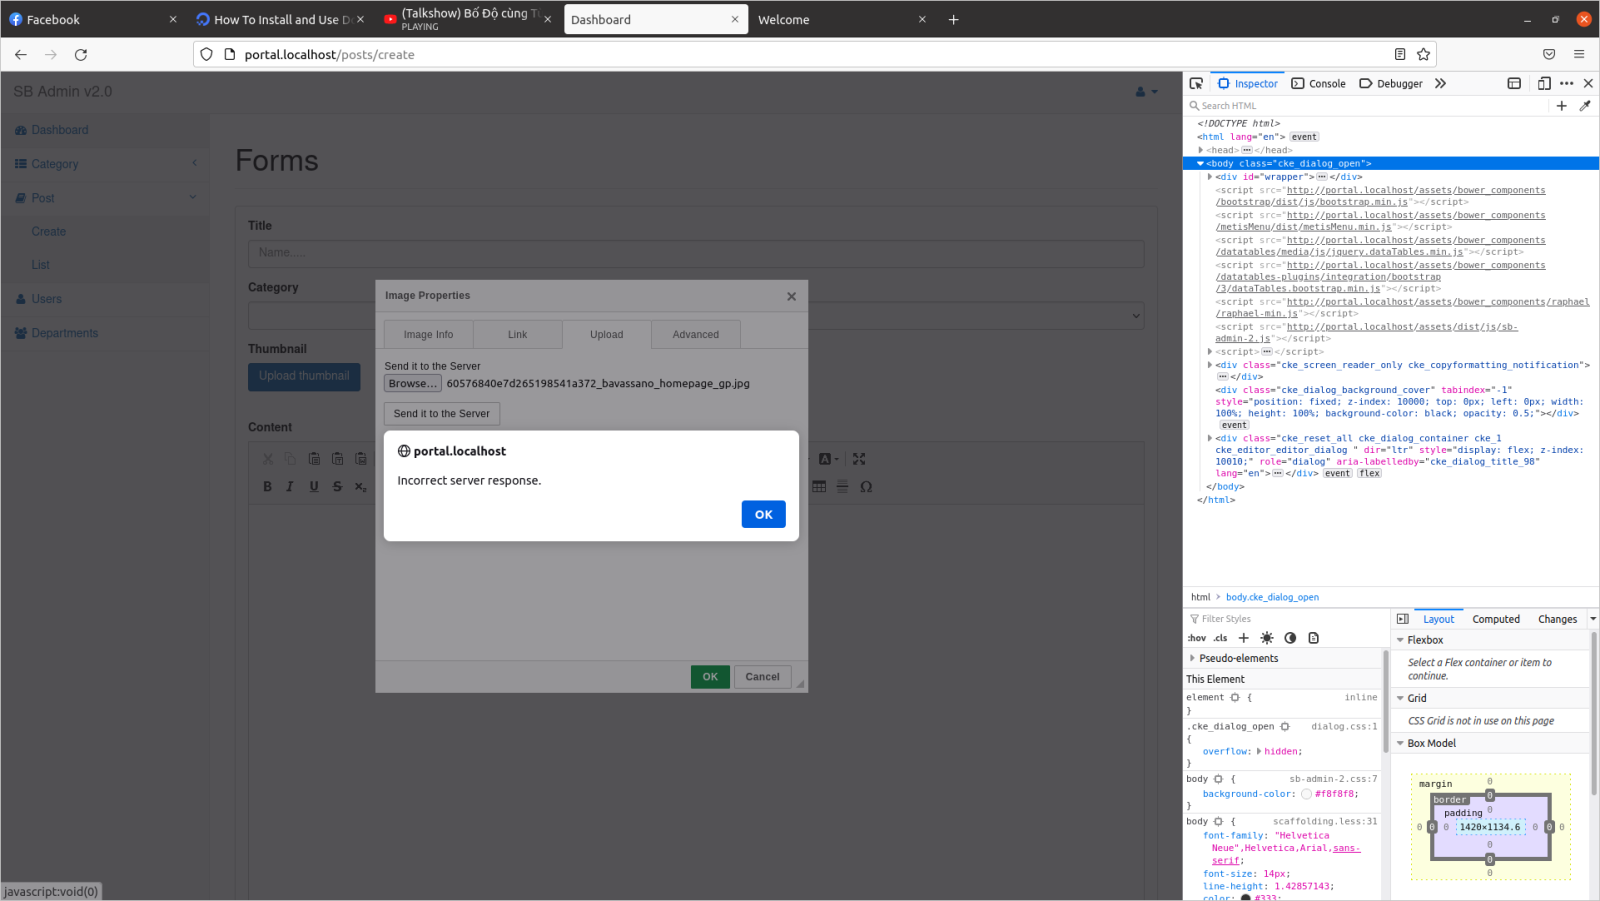 Facebook
How To Install and Use D
(Talkshow) Bố Độ cùng T
PLAYING
Dashboard
Welcome
portal.localhost/posts/create
SB Admin v2.0
Dashboard
Category
Post
Create
List
Users
Departments
Forms
Title
Name.....
Category
Thumbnail
Upload thumbnail
Content
Image Properties
Image Info
Link
Upload
Advanced
Send it to the Server
Browse... 60576840e7d265198541a372_bavassano_homepage_gp.jpg
Send it to the Server
portal.localhost
Incorrect server response.
OK
OK
Cancel
javascript:void(0)
Inspector
Console
Debugger
Search HTML
<!DOCTYPE html>
<html lang="en"> event
<head> </head>
<body class="cke_dialog_open">
<div id="wrapper"> </div>
<script src="http://portal.localhost/assets/bower_components
/bootstrap/dist/js/bootstrap.min.js"></script>
<script src="http://portal.localhost/assets/bower_components
/metisMenu/dist/metisMenu.min.js"></script>
<script src="http://portal.localhost/assets/bower_components
/datatables/media/js/jquery.dataTables.min.js"></script>
<script src="http://portal.localhost/assets/bower_components
/datatables-plugins/integration/bootstrap
/3/dataTables.bootstrap.min.js"></script>
<script src="http://portal.localhost/assets/bower_components/raphael
/raphael-min.js"></script>
<script src="http://portal.localhost/assets/dist/js/sb-
admin-2.js"></script>
<script> </script>
<div class="cke_screen_reader_only cke_copyformatting_notification">
</div>
<div class="cke_dialog_background_cover" tabindex="-1"
style="position: fixed; z-index: 10000; top: 0px; left: 0px; width:
100%; height: 100%; background-color: black; opacity: 0.5;"></div>
event
<div class="cke_reset_all cke_dialog_container cke_1
cke_editor_editor_dialog " dir="ltr" style="display: flex; z-index:
10010;" role="dialog" aria-labelledby="cke_dialog_title_98"
lang="en"> </div> event flex
</body>
</html>
html > body.cke_dialog_open
Filter Styles
:hov .cls
Pseudo-elements
This Element
element { inline
}
.cke_dialog_open dialog.css:1
{
overflow: hidden;
}
body { sb-admin-2.css:7
background-color: #f8f8f8;
}
body { scaffolding.less:31
font-family: "Helvetica
Neue",Helvetica,Arial,sans-
serif;
font-size: 14px;
line-height: 1.42857143;
color: #333;
Layout
Computed
Changes
Flexbox
Select a Flex container or item to
continue.
Grid
CSS Grid is not in use on this page
Box Model
margin 0
border 0
padding 0
0 0 0 1420×1134.6 0 0 0
0
0
0